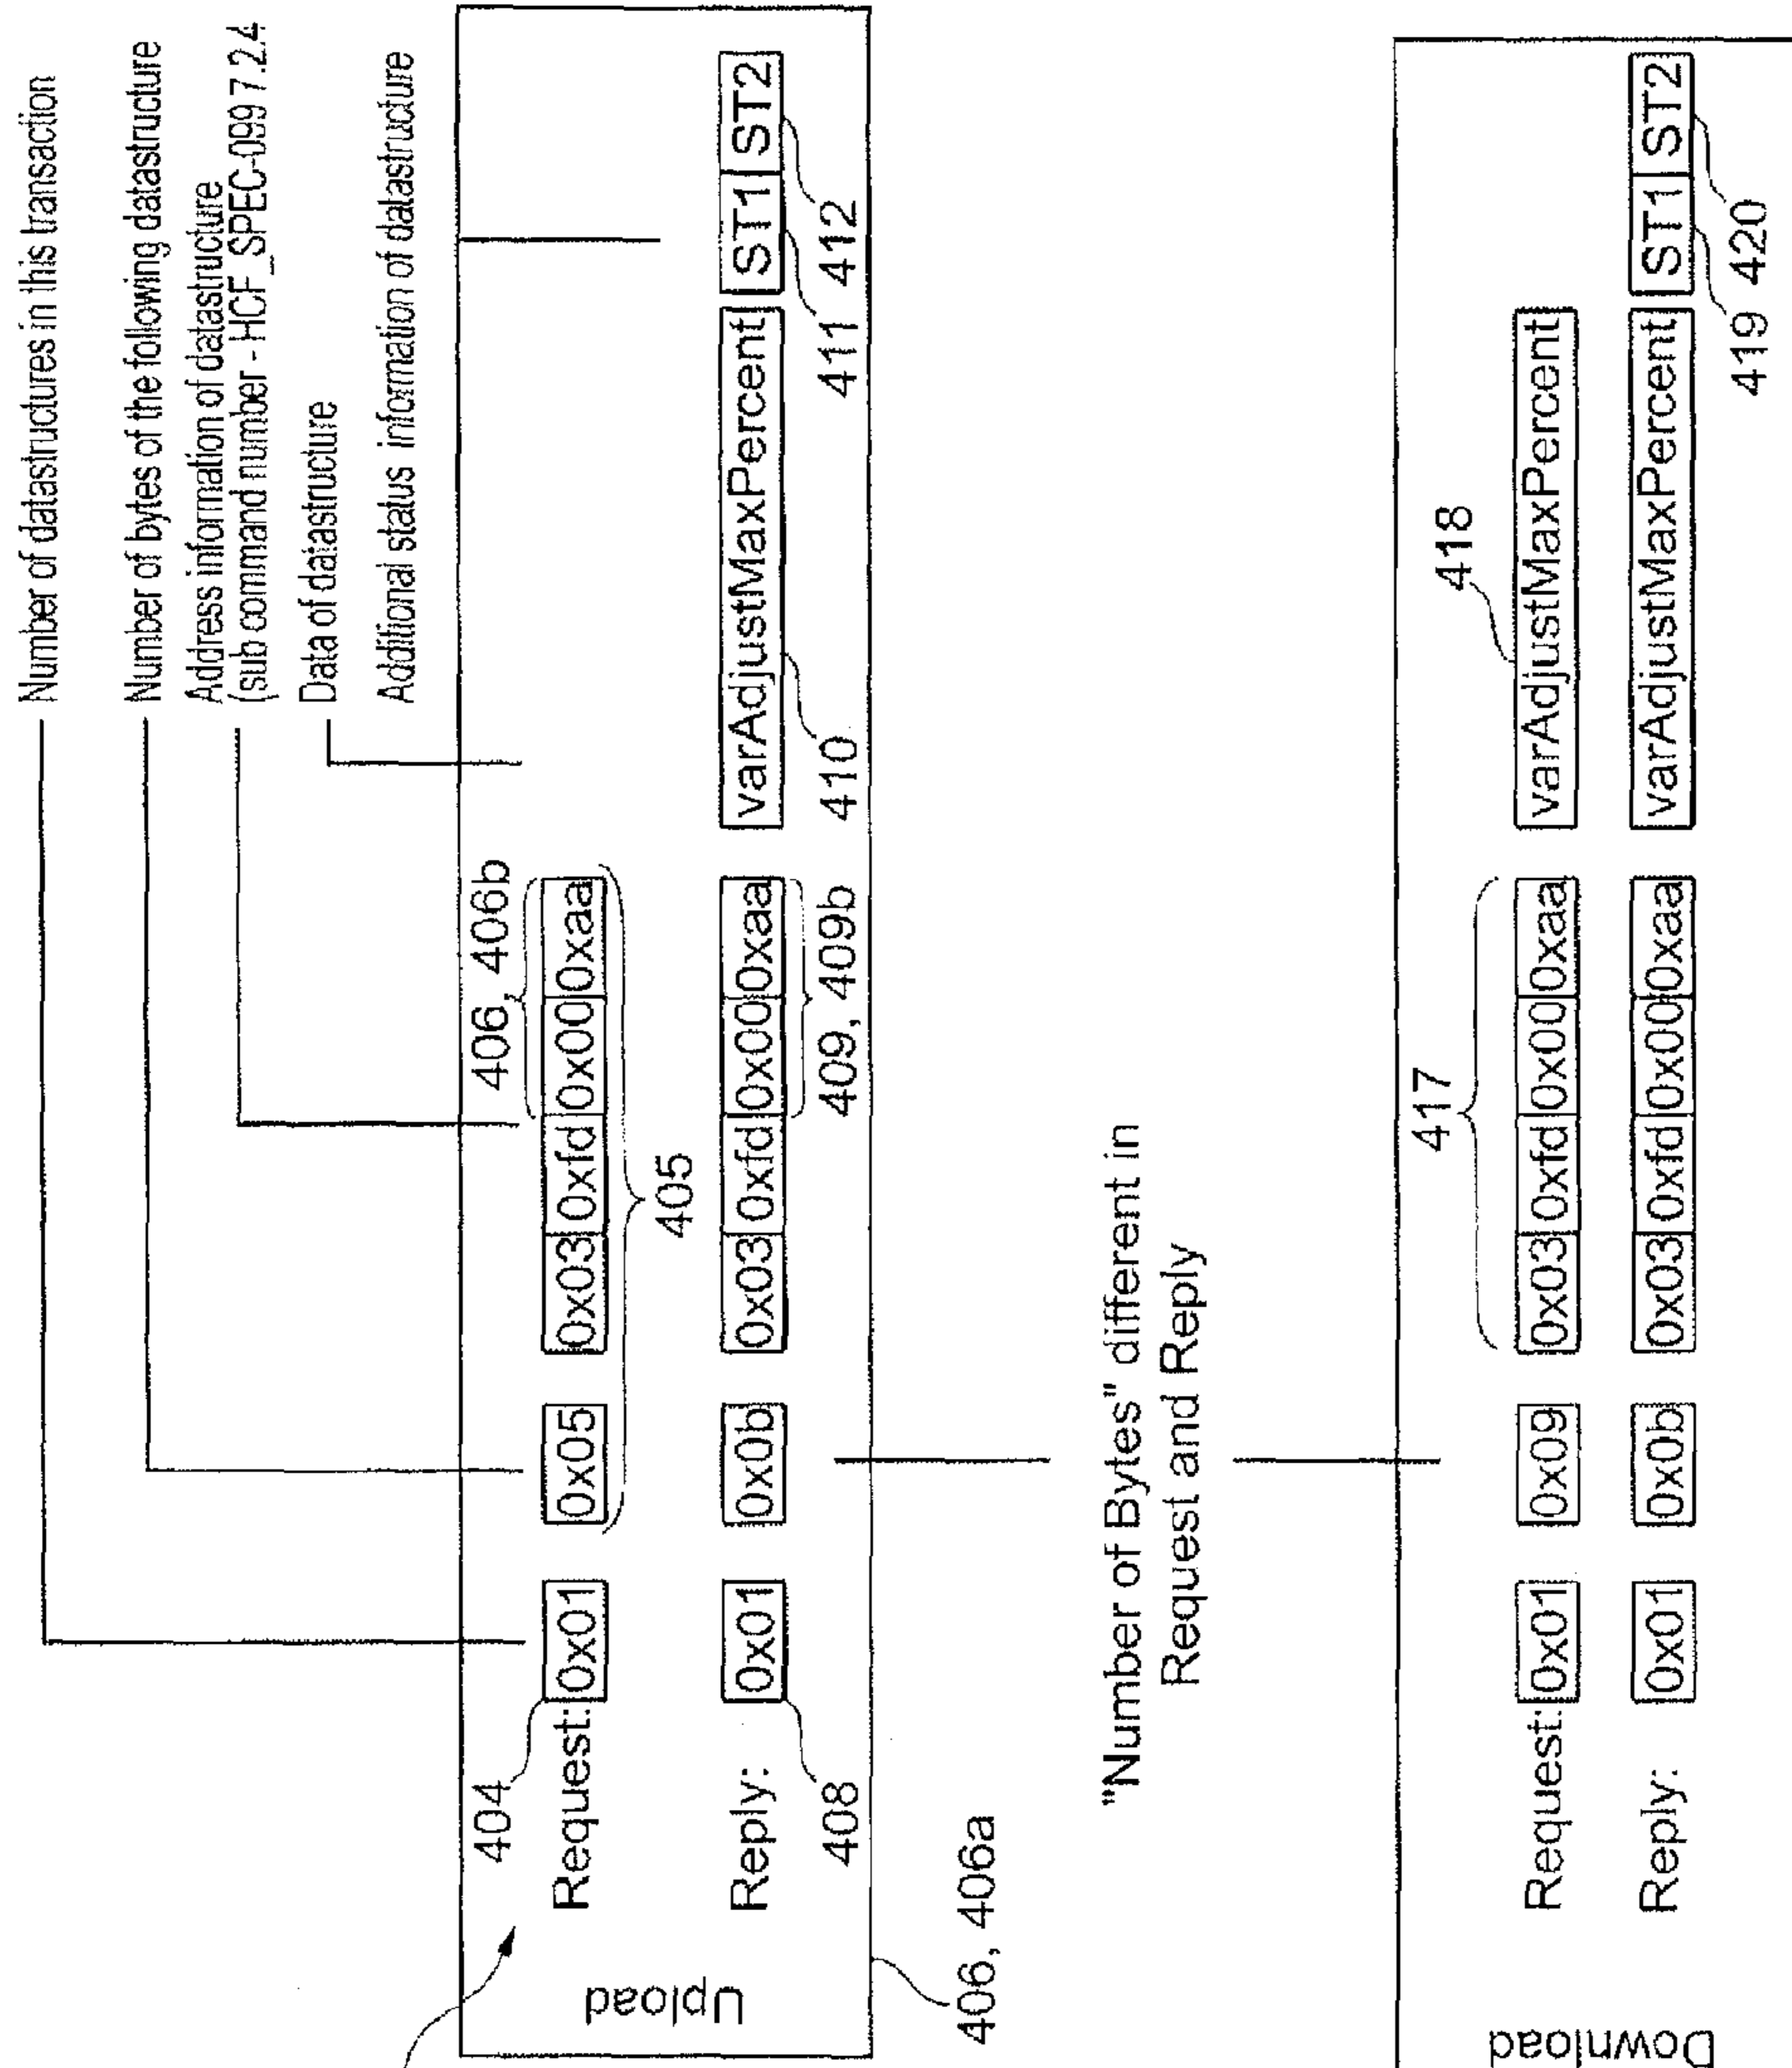 Number of datastructures in this transaction
Number of bytes of the following datastructure
Address information of datastructure
(sub command number - HCF_SPEC-099 7.2.4
Data of datastructure
Additional status information of datastructure
Upload
404
406, 406b
Request: 0x01 0x05 0x03 0xfd 0x00 0xaa
405
Reply: 0x01 0x0b 0x03 0xfd 0x00 0xaa varAdjustMaxPercent ST1 ST2
408
409, 409b
410
411
412
406, 406a
"Number of Bytes" different in
Request and Reply
Download
417
418
Request: 0x01 0x09 0x03 0xfd 0x00 0xaa varAdjustMaxPercent
Reply: 0x01 0x0b 0x03 0xfd 0x00 0xaa varAdjustMaxPercent ST1 ST2
419
420